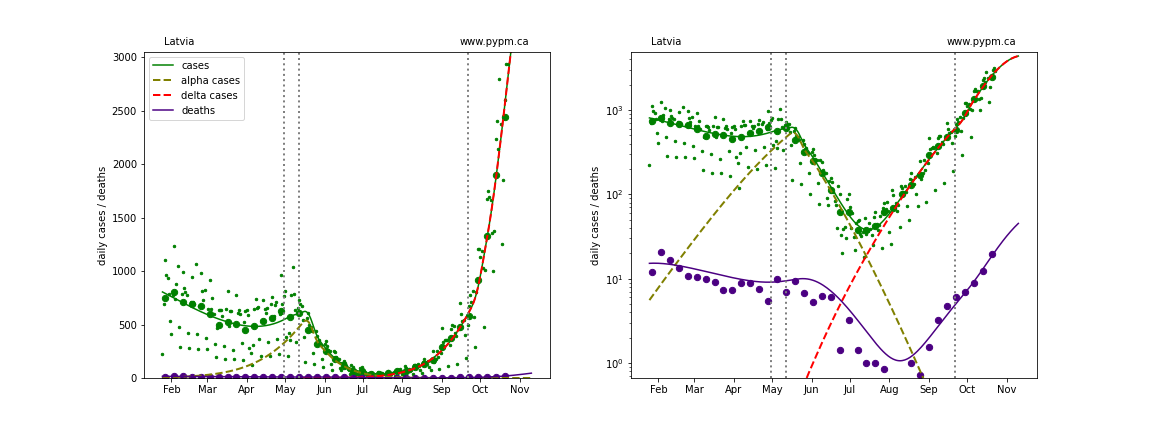 Latvia www.pypm.ca
3000
2500
2000
1500
1000
500
0
daily cases / deaths
cases
alpha cases
delta cases
deaths
Feb Mar Apr May Jun Jul Aug Sep Oct Nov
Latvia www.pypm.ca
10³
10²
10¹
10⁰
daily cases / deaths
Feb Mar Apr May Jun Jul Aug Sep Oct Nov